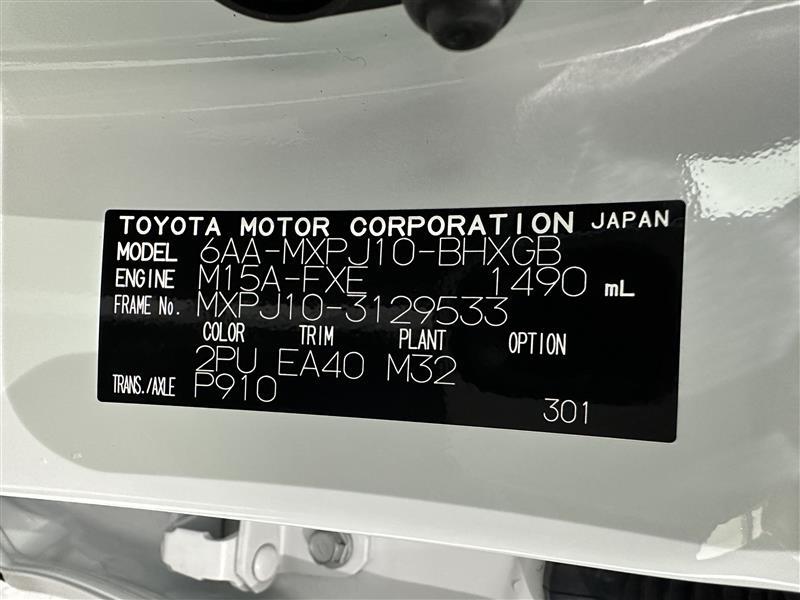 TOYOTA MOTOR CORPORATION JAPAN
MODEL 6AA-MXPJ10-BHXGB
ENGINE M15A-FXE 1490 mL
FRAME No. MXPJ10-3129533
COLOR TRIM PLANT OPTION
2PU EA40 M32
TRANS./AXLE P910
301